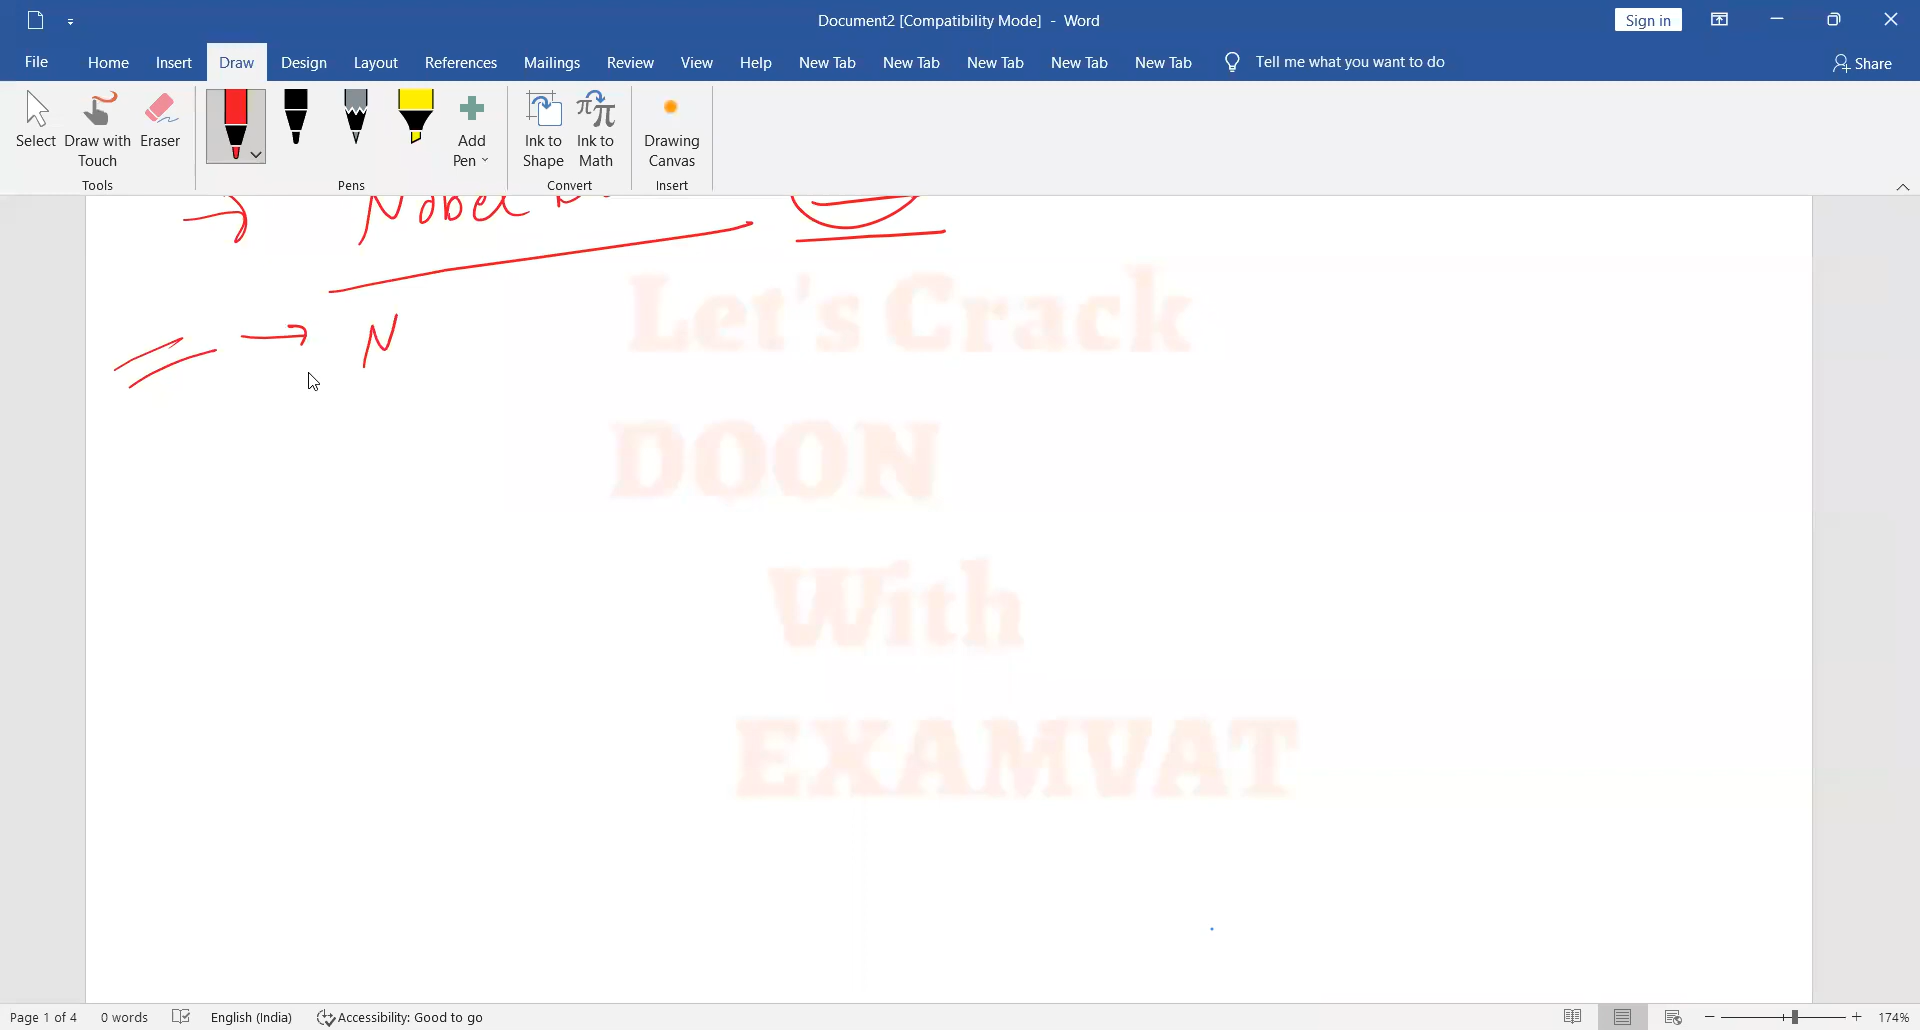 Document2 [Compatibility Mode] - Word
Sign in
File Home Insert Draw Design Layout References Mailings Review View Help New Tab New Tab New Tab New Tab New Tab Tell me what you want to do Share
Select Draw with Touch Eraser Add Pen Ink to Shape Ink to Math Drawing Canvas
Tools Pens Convert Insert
Nobel
N
Let's Crack
DOON
With
EXAMVAT
Page 1 of 4 0 words English (India) Accessibility: Good to go 174%